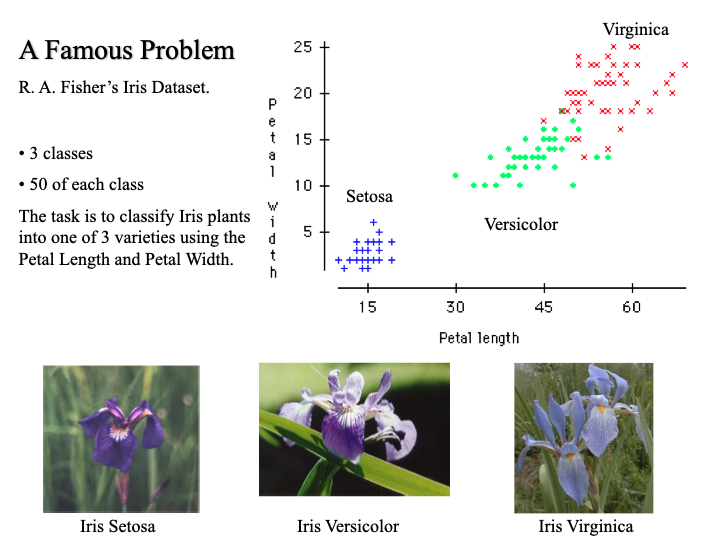 A Famous Problem
R. A. Fisher’s Iris Dataset.
• 3 classes
• 50 of each class
The task is to classify Iris plants
into one of 3 varieties using the
Petal Length and Petal Width.
Petal width
25
20
15
10
5
Virginica
Setosa
Versicolor
15 30 45 60
Petal length
Iris Setosa
Iris Versicolor
Iris Virginica